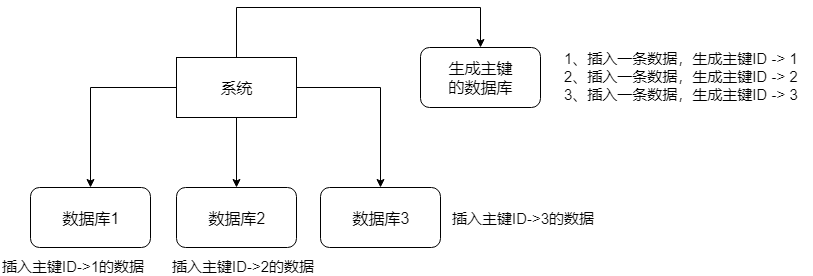 生成主键
的数据库
1、插入一条数据，生成主键ID -> 1
2、插入一条数据，生成主键ID -> 2
3、插入一条数据，生成主键ID -> 3
系统
数据库1
数据库2
数据库3
插入主键ID->3的数据
插入主键ID->1的数据
插入主键ID->2的数据